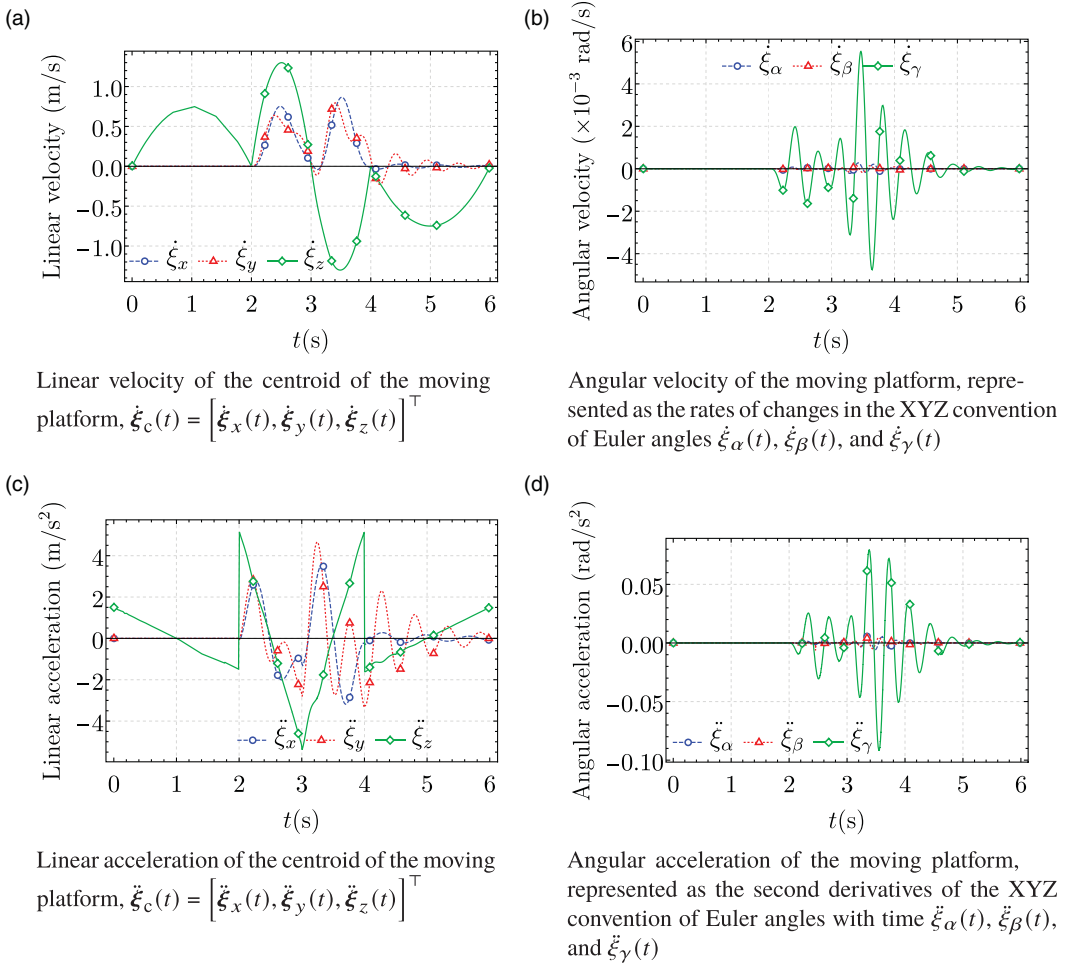 (a)
Linear velocity (m/s)
1.0
0.5
0.0
−0.5
−1.0
ξ̇x ξ̇y ξ̇z
0 1 2 3 4 5 6
t(s)
Linear velocity of the centroid of the moving
platform, ξ̇c(t) = [ξ̇x(t), ξ̇y(t), ξ̇z(t)]⊤
(b)
Angular velocity (×10−3 rad/s)
6
4
2
0
−2
−4
ξ̇α ξ̇β ξ̇γ
0 1 2 3 4 5 6
t(s)
Angular velocity of the moving platform, repre-
sented as the rates of changes in the XYZ convention
of Euler angles ξ̇α(t), ξ̇β(t), and ξ̇γ(t)
(c)
Linear acceleration (m/s2)
4
2
0
−2
−4
ξ̈x ξ̈y ξ̈z
0 1 2 3 4 5 6
t(s)
Linear acceleration of the centroid of the moving
platform, ξ̈c(t) = [ξ̈x(t), ξ̈y(t), ξ̈z(t)]⊤
(d)
Angular acceleration (rad/s2)
0.05
0.00
−0.05
−0.10
ξ̈α ξ̈β ξ̈γ
0 1 2 3 4 5 6
t(s)
Angular acceleration of the moving platform,
represented as the second derivatives of the XYZ
convention of Euler angles with time ξ̈α(t), ξ̈β(t),
and ξ̈γ(t)